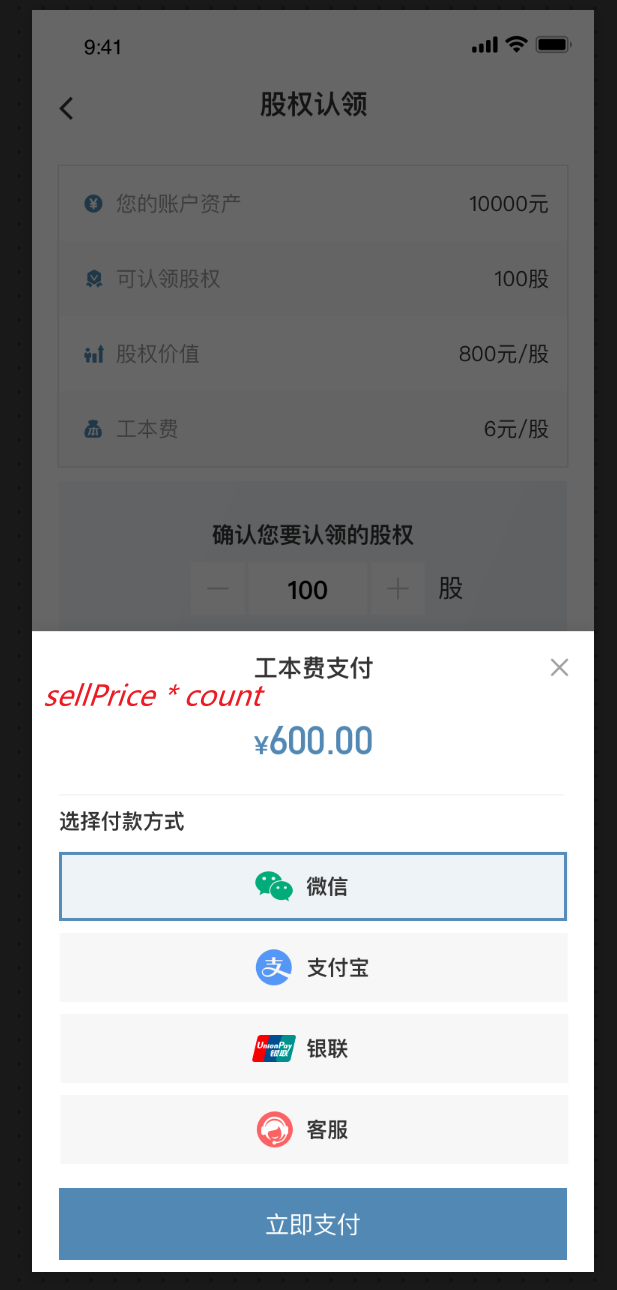 9:41
股权认领
您的账户资产 10000元
可认领股权 100股
股权价值 800元/股
工本费 6元/股
确认您要认领的股权
100 股
工本费支付
sellPrice * count
¥600.00
选择付款方式
微信
支付宝
UnionPay 银联 银联
客服
立即支付